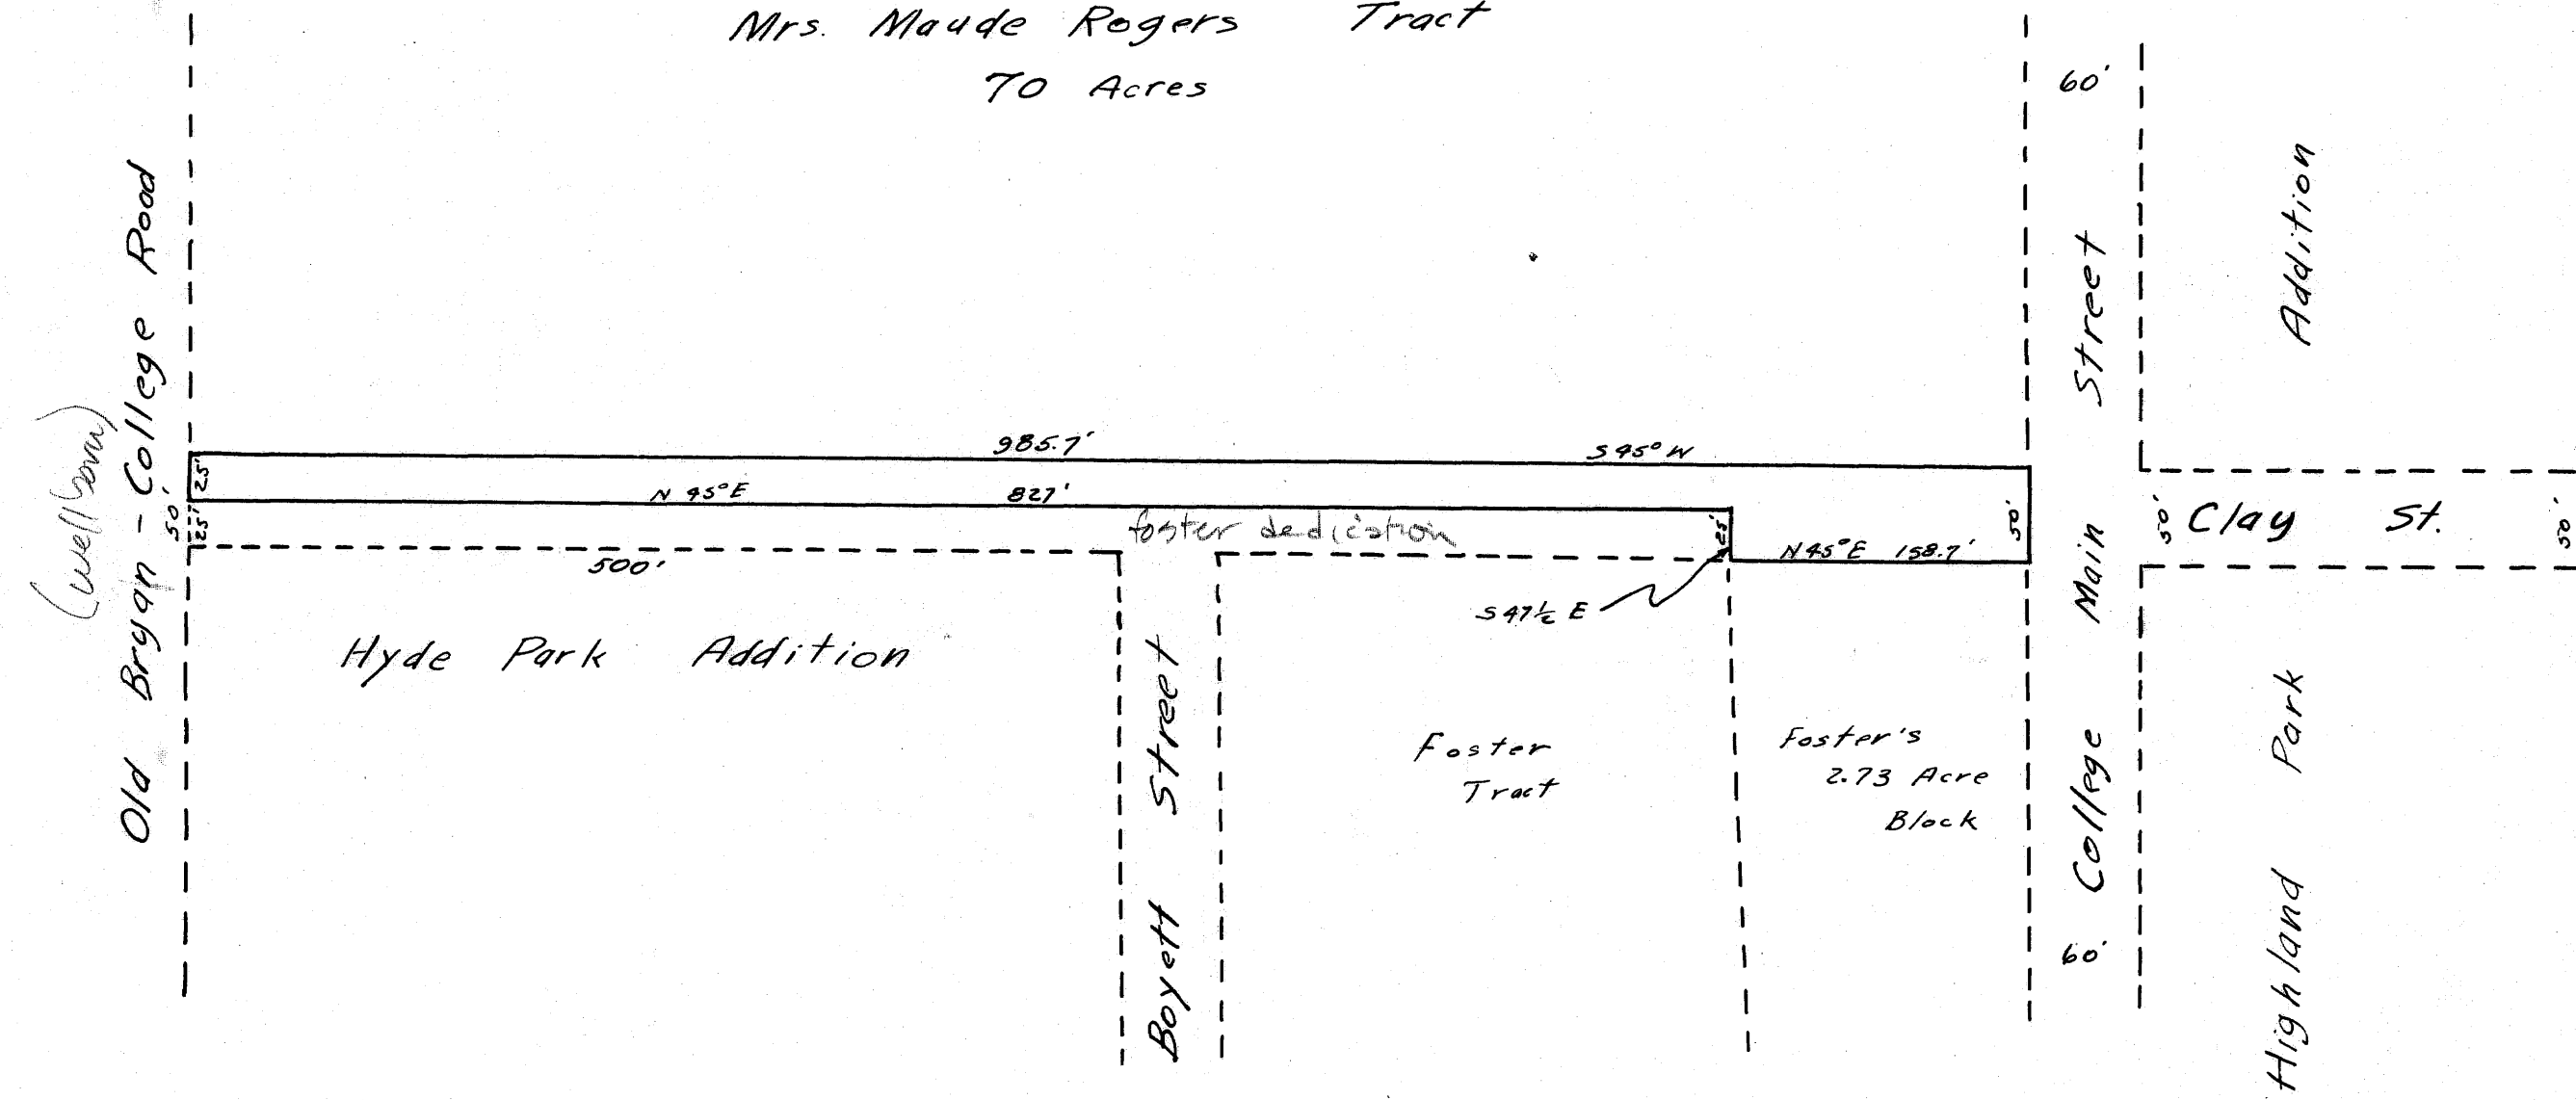 Mrs. Maude Rogers Tract
70 Acres
60'
Old Bryan - College Road
(Wellborn)
College Main Street
Highland Park Addition
985.7'
S 45° W
25'
N 45° E
827'
50'
25'
foster dedication
25'
50'
N 45° E 158.7'
50'
Clay St.
50'
500'
S 47½ E
Hyde Park Addition
Boyett Street
Foster
Tract
Foster's
2.73 Acre
Block
60'